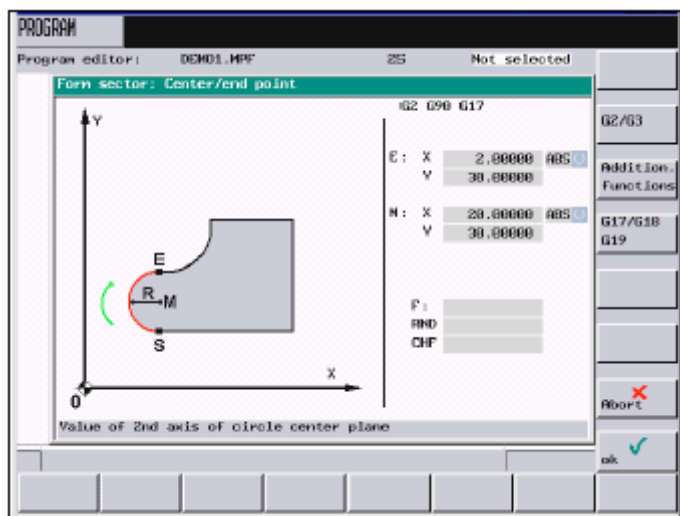 PROGRAM
Program editor: DEMO1.MPF 25 Not selected
Form sector: Center/end point
G2 G90 G17
Y
E: X 2.00000 ABS
Y 30.00000
M: X 20.00000 ABS
Y 30.00000
E
R M
S
F:
RND
CHF
X
0
Value of 2nd axis of circle center plane
G2/G3
Addition.
Functions
G17/G18
G19
Abort
ok